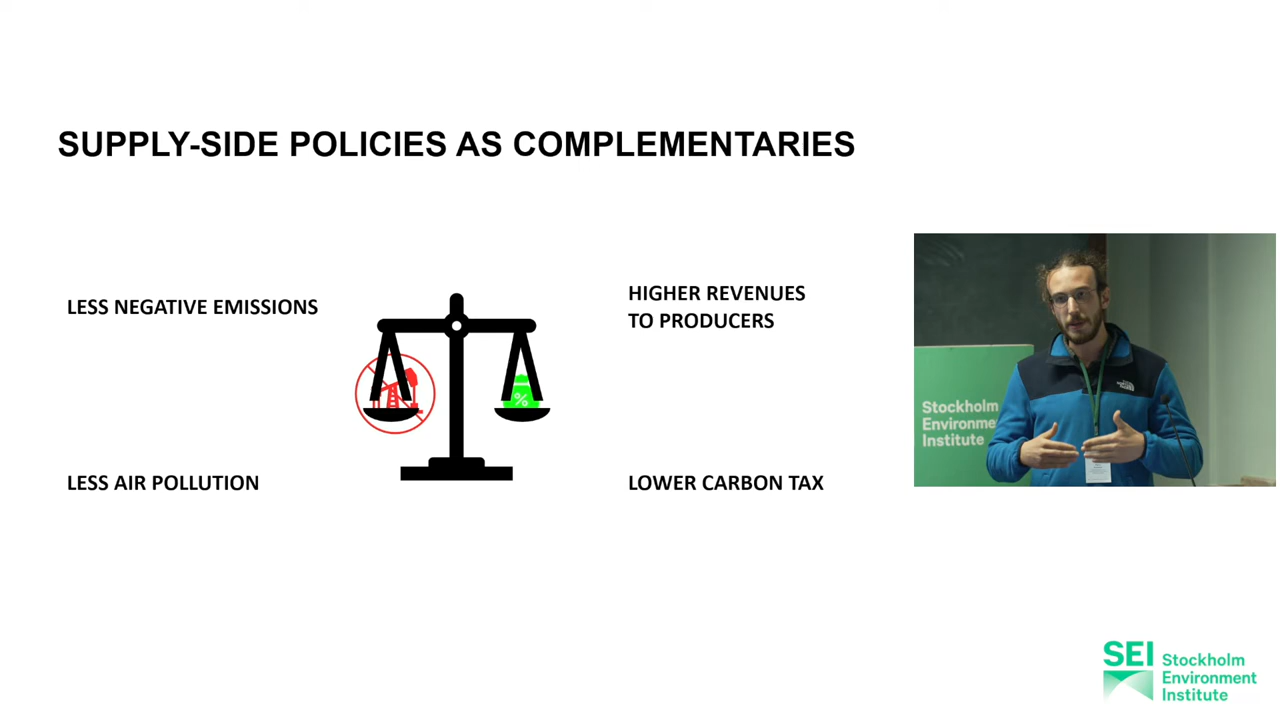 SUPPLY-SIDE POLICIES AS COMPLEMENTARIES
LESS NEGATIVE EMISSIONS
HIGHER REVENUES
TO PRODUCERS
%
LESS AIR POLLUTION
LOWER CARBON TAX
Stockholm
Environme
Institute
SEI Stockholm
Environment
Institute